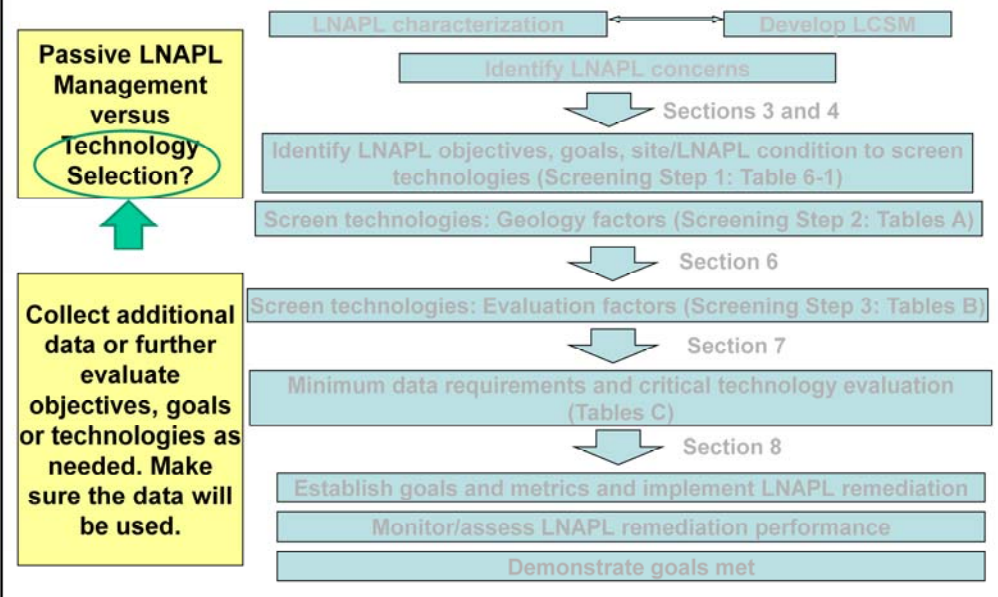 Passive LNAPL
Management
versus
Technology
Selection?
Collect additional
data or further
evaluate
objectives, goals
or technologies as
needed. Make
sure the data will
be used.
LNAPL characterization
Develop LCSM
Identify LNAPL concerns
Sections 3 and 4
Identify LNAPL objectives, goals, site/LNAPL condition to screen
technologies (Screening Step 1: Table 6-1)
Screen technologies: Geology factors (Screening Step 2: Tables A)
Section 6
Screen technologies: Evaluation factors (Screening Step 3: Tables B)
Section 7
Minimum data requirements and critical technology evaluation
(Tables C)
Section 8
Establish goals and metrics and implement LNAPL remediation
Monitor/assess LNAPL remediation performance
Demonstrate goals met